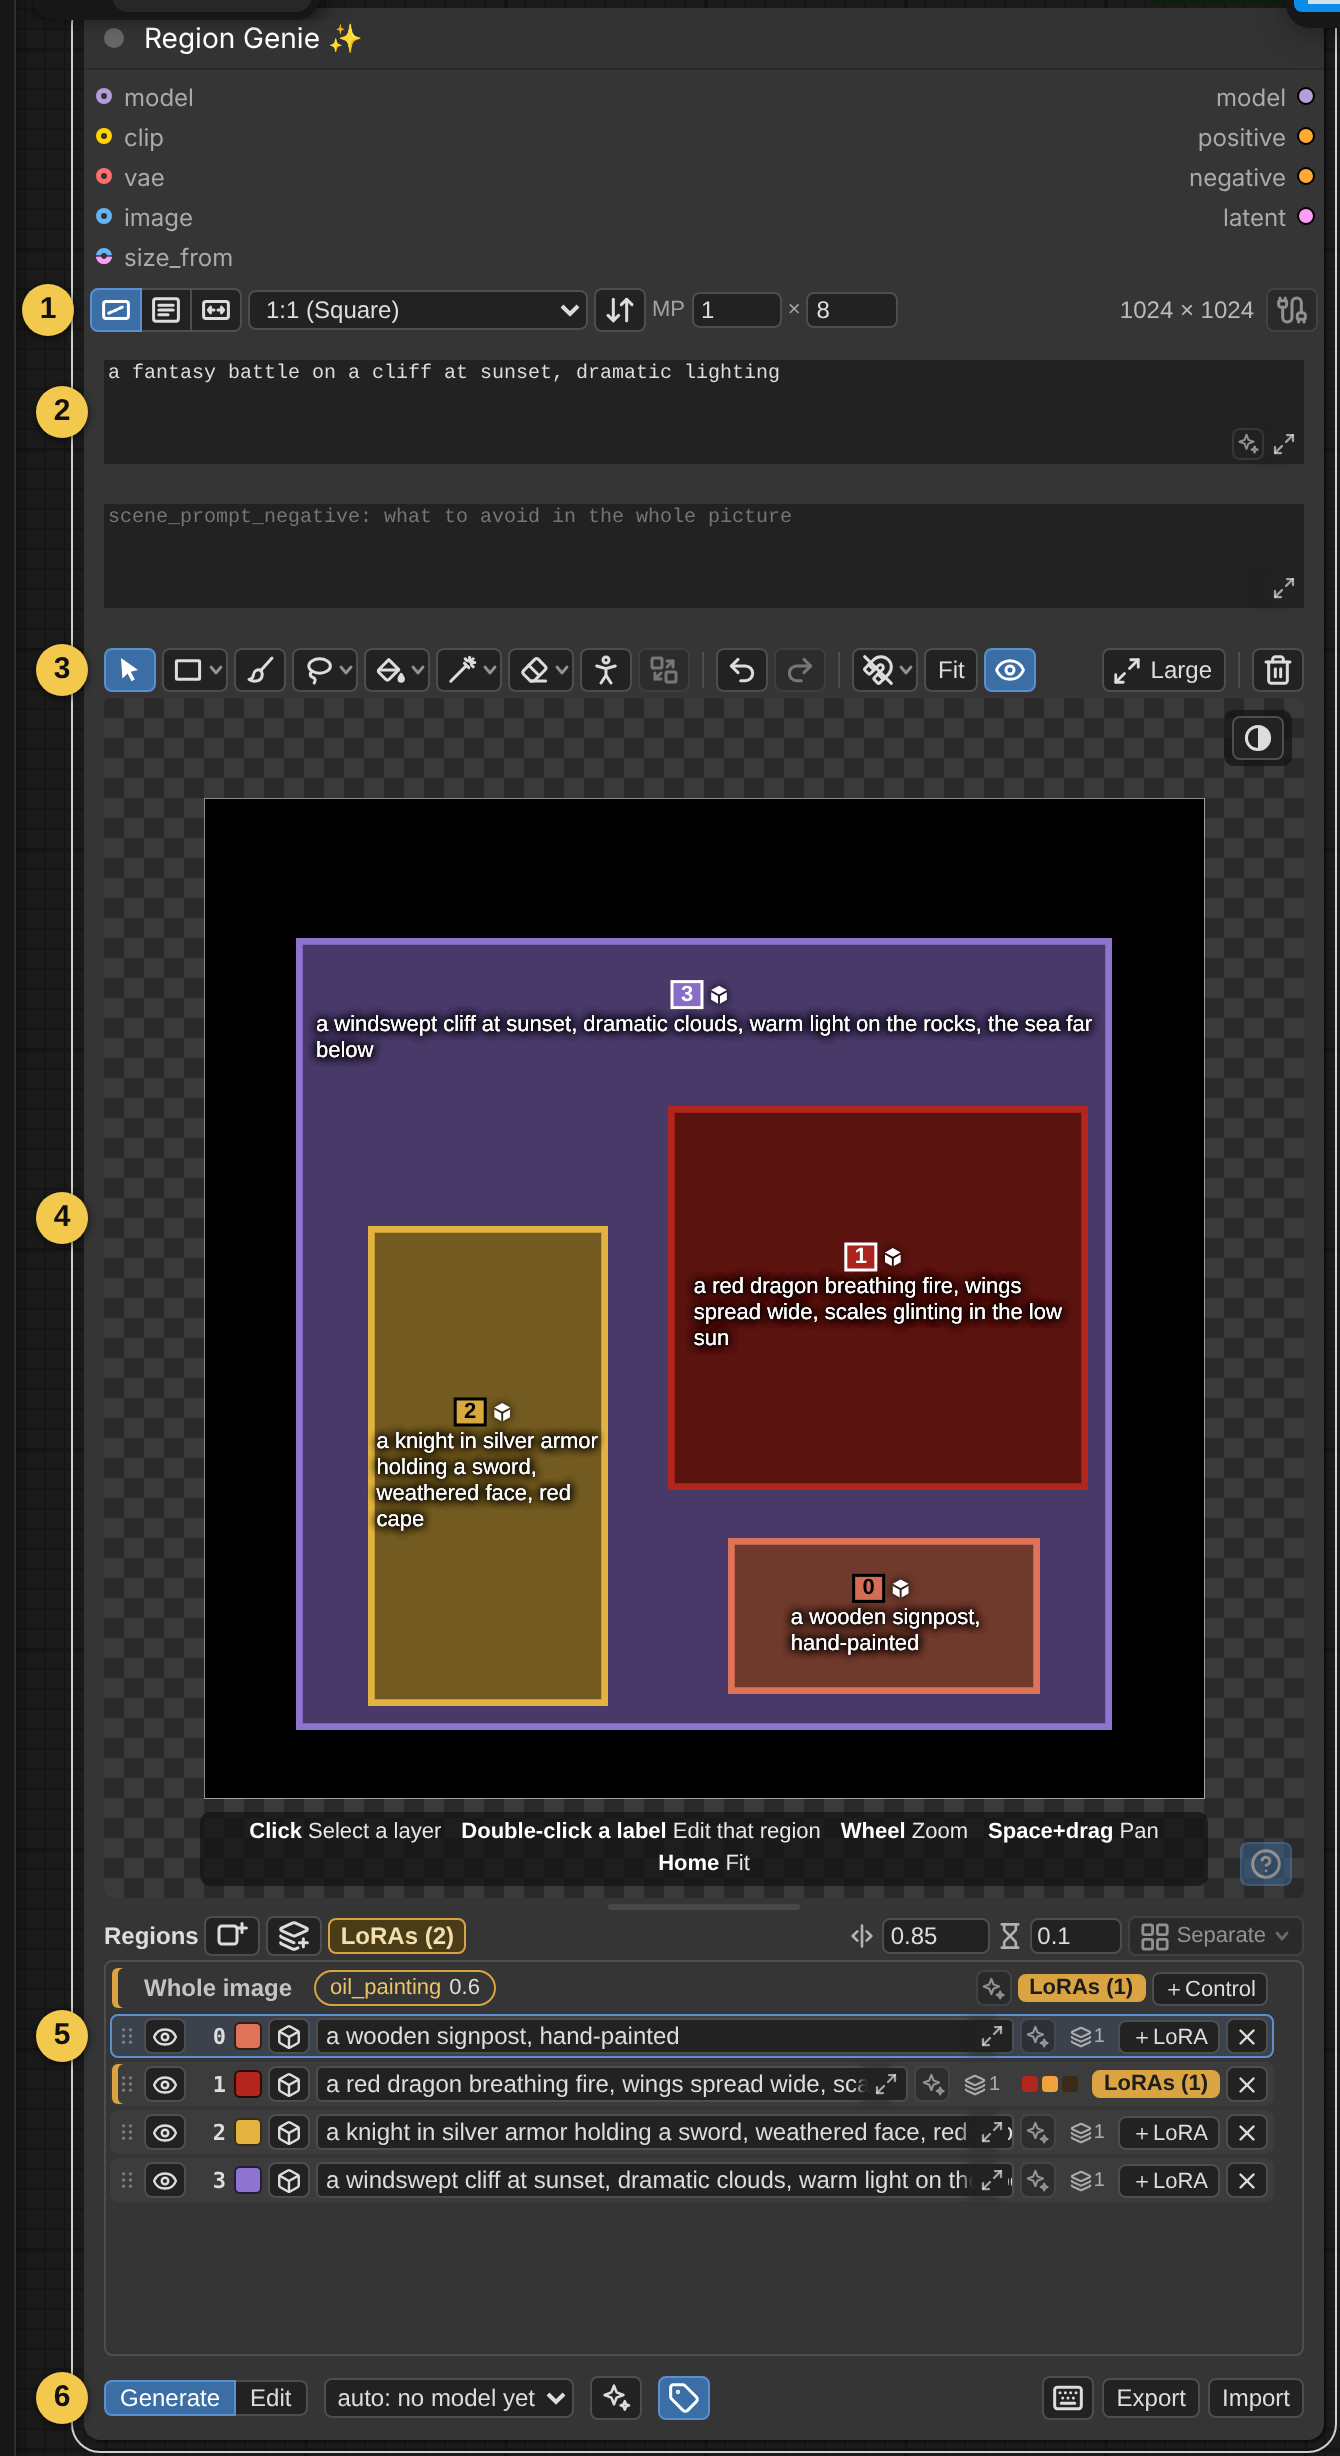 Region Genie ✨
model model
clip positive
vae negative
image latent
size_from
1 1:1 (Square) MP 1 × 8 1024 × 1024
2 a fantasy battle on a cliff at sunset, dramatic lighting
scene_prompt_negative: what to avoid in the whole picture
3 Fit Large
3
a windswept cliff at sunset, dramatic clouds, warm light on the rocks, the sea far
below
4
1
a red dragon breathing fire, wings
spread wide, scales glinting in the low
sun
2
a knight in silver armor
holding a sword,
weathered face, red
cape
0
a wooden signpost,
hand-painted
Click Select a layer Double-click a label Edit that region Wheel Zoom Space+drag Pan
Home Fit
?
Regions LoRAs (2) 0.85 0.1 Separate
Whole image oil_painting 0.6 LoRAs (1) +Control
5 0 a wooden signpost, hand-painted 1 +LoRA ×
1 a red dragon breathing fire, wings spread wide, sca 1 LoRAs (1) ×
2 a knight in silver armor holding a sword, weathered face, red 1 +LoRA ×
3 a windswept cliff at sunset, dramatic clouds, warm light on th 1 +LoRA ×
6 Generate Edit auto: no model yet Export Import